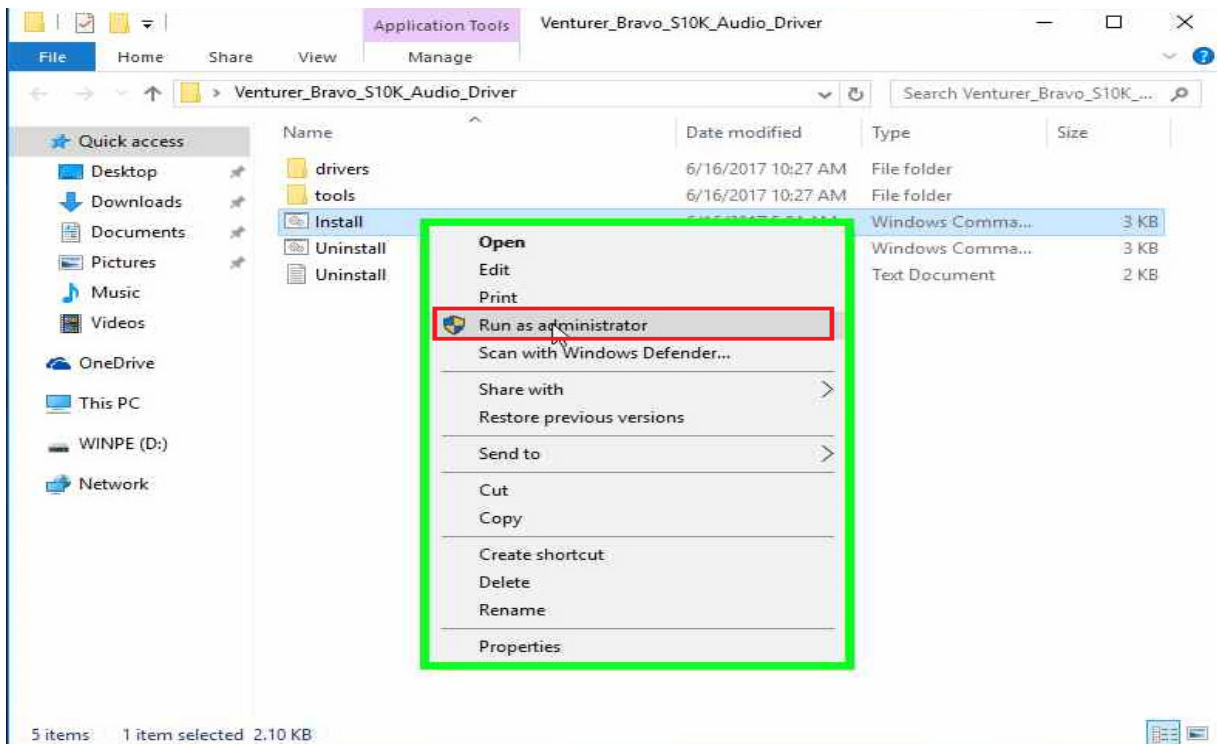 Application Tools Venturer_Bravo_S10K_Audio_Driver
File Home Share View Manage
Venturer_Bravo_S10K_Audio_Driver Search Venturer_Bravo_S10K_...
Name Date modified Type Size
Quick access
Desktop
Downloads
Documents
Pictures
Music
Videos
OneDrive
This PC
WINPE (D:)
Network
drivers 6/16/2017 10:27 AM File folder
tools 6/16/2017 10:27 AM File folder
Install Windows Comma... 3 KB
Uninstall Windows Comma... 3 KB
Uninstall Text Document 2 KB
Open
Edit
Print
Run as administrator
Scan with Windows Defender...
Share with
Restore previous versions
Send to
Cut
Copy
Create shortcut
Delete
Rename
Properties
5 items 1 item selected 2.10 KB